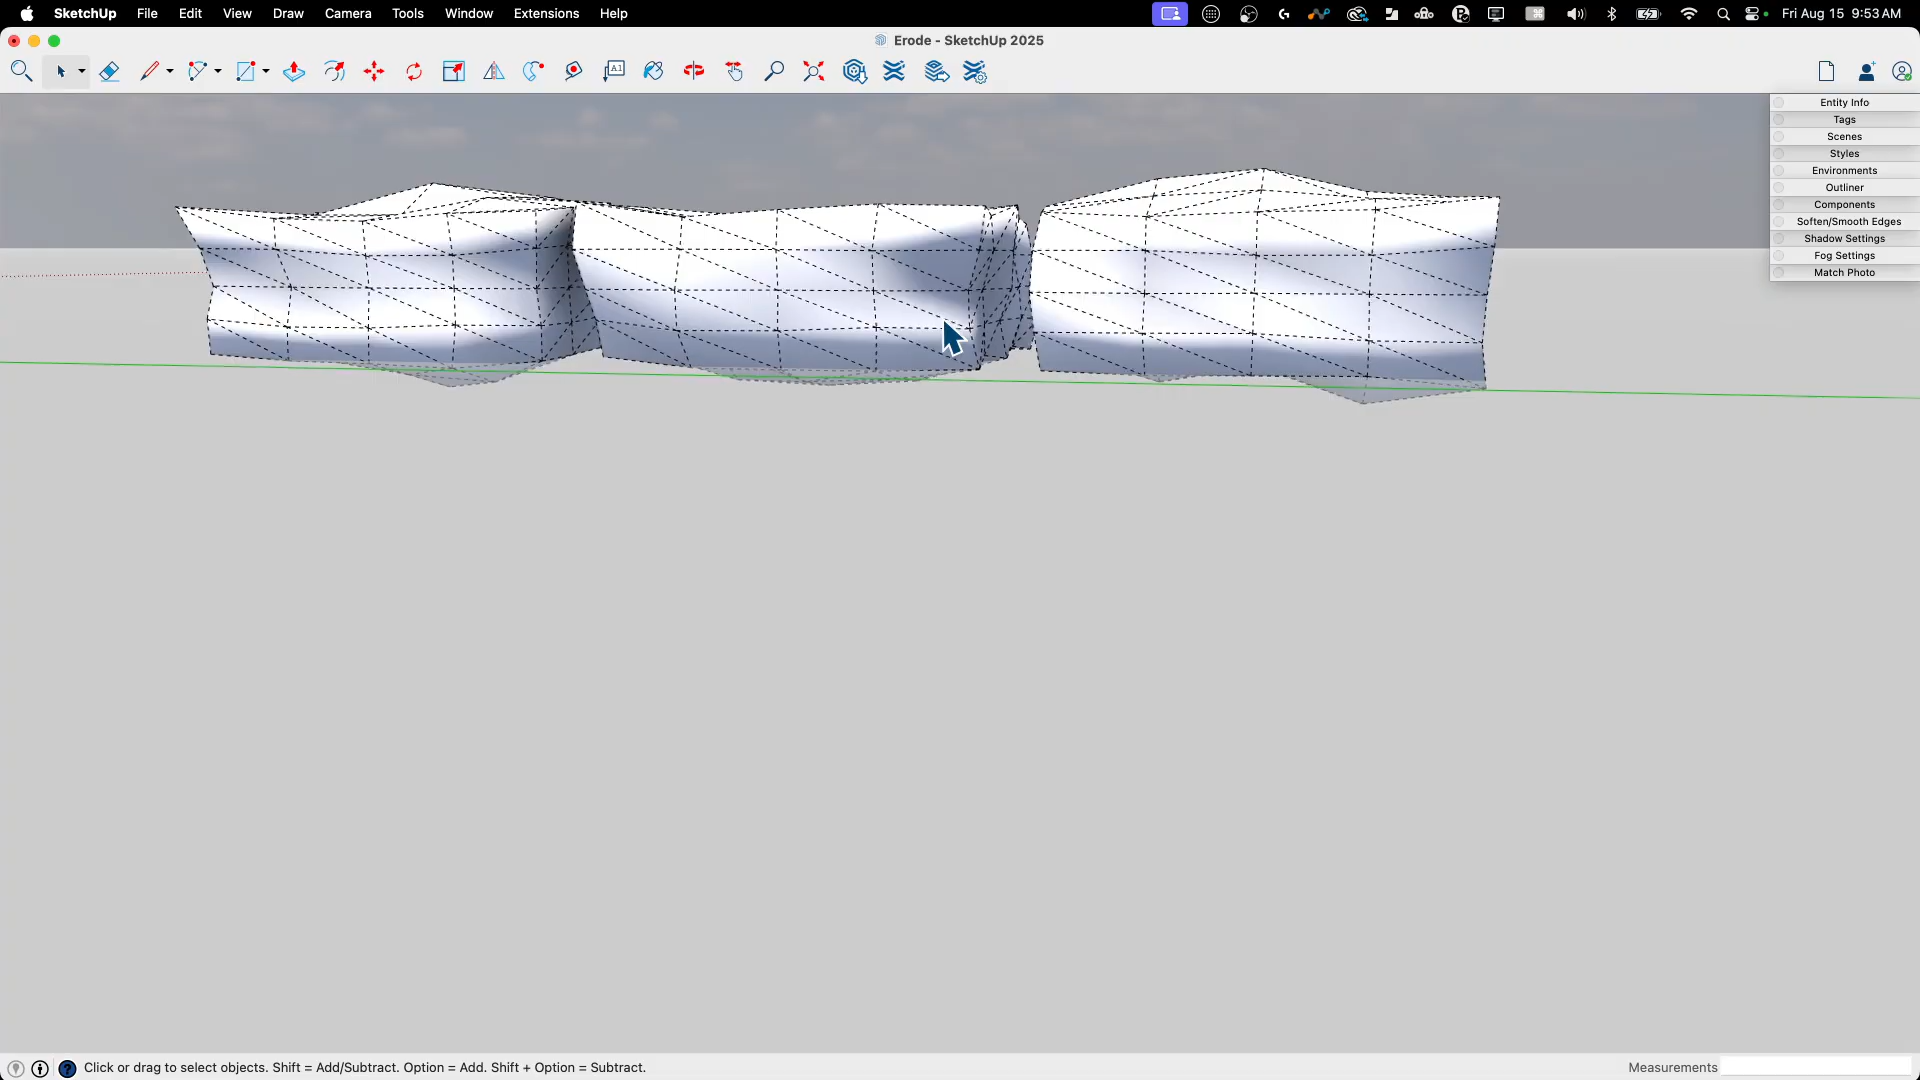 SketchUp File Edit View Draw Camera Tools Window Extensions Help Fri Aug 15 9:53 AM
Erode - SketchUp 2025
A1
Entity Info
Tags
Scenes
Styles
Environments
Outliner
Components
Soften/Smooth Edges
Shadow Settings
Fog Settings
Match Photo
Click or drag to select objects. Shift = Add/Subtract. Option = Add. Shift + Option = Subtract. Measurements